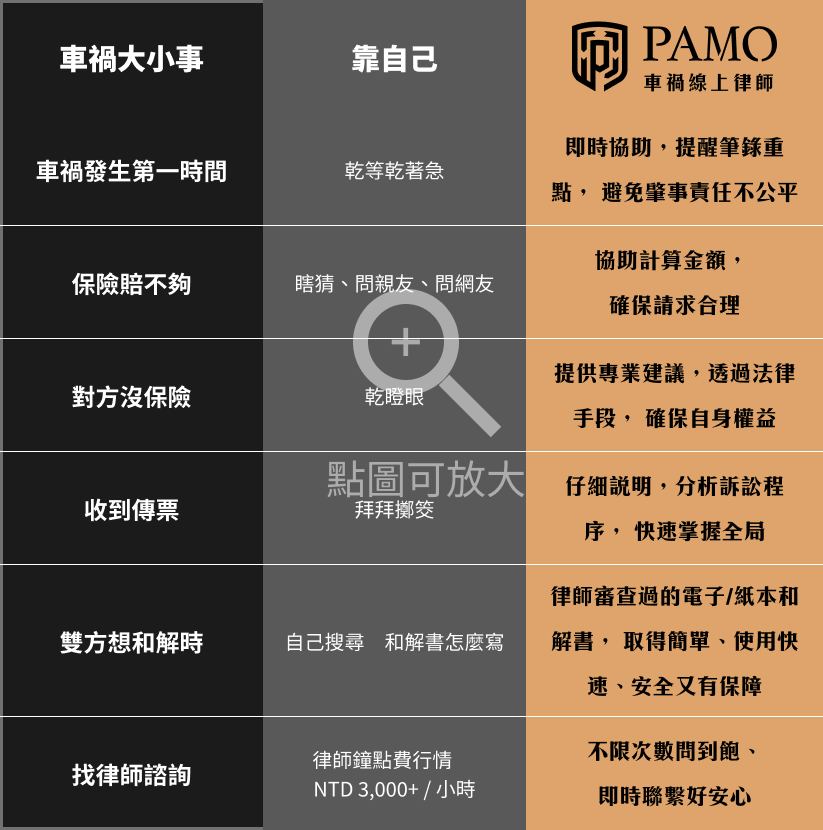 車禍大小事
靠自己
PAMO
車禍線上律師
車禍發生第一時間
乾等乾著急
即時協助，提醒筆錄重
點， 避免肇事責任不公平
保險賠不夠
瞎猜、問親友、問網友
協助計算金額，
確保請求合理
對方沒保險
乾瞪眼
提供專業建議，透過法律
手段， 確保自身權益
點圖可放大
收到傳票
拜拜擲筊
仔細説明，分析訴訟程
序， 快速掌握全局
雙方想和解時
自己搜尋　和解書怎麼寫
律師審查過的電子/紙本和
解書， 取得簡單、使用快
速、安全又有保障
找律師諮詢
律師鐘點費行情
NTD 3,000+ / 小時
不限次數問到飽、
即時聯繫好安心